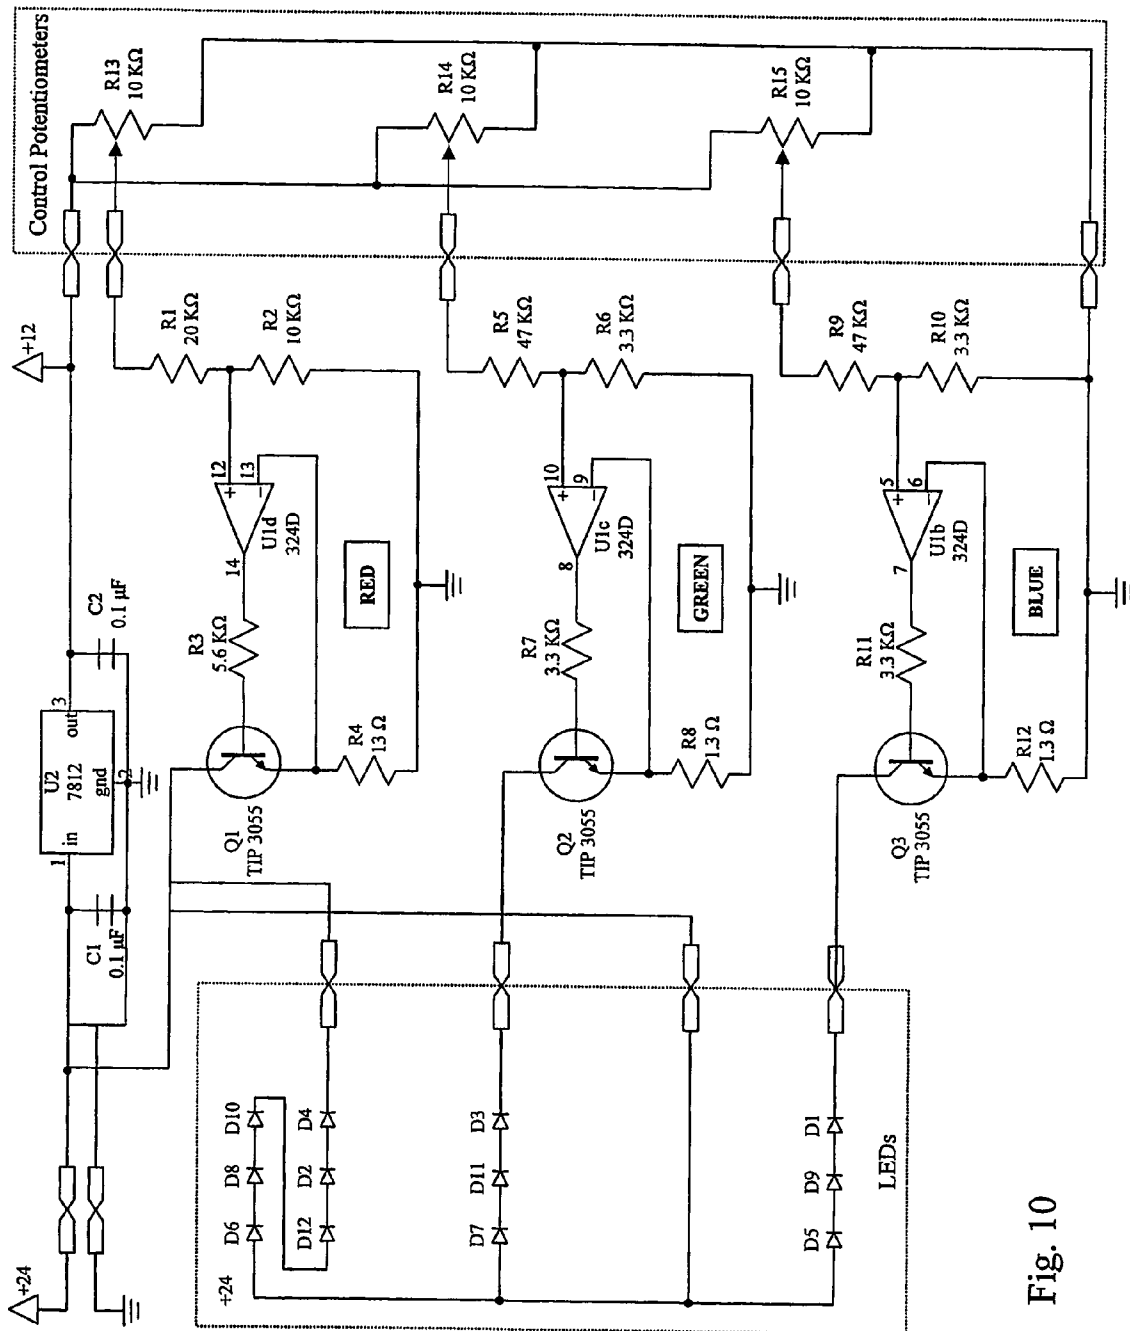 Control Potentiometers
R13
10 KΩ
R14
10 KΩ
R15
10 KΩ
+12
R1
20 KΩ
R2
10 KΩ
R5
47 KΩ
R6
3.3 KΩ
R9
47 KΩ
R10
3.3 KΩ
12
13
+
−
U1d
324D
14
10
9
+
−
U1c
324D
8
5
6
+
−
U1b
324D
7
RED
GREEN
BLUE
C2
0.1 µF
R3
5.6 KΩ
R7
3.3 KΩ
R11
3.3 KΩ
U2
7812
in
out
gnd
1
2
3
R4
13 Ω
R8
1.3 Ω
R12
1.3 Ω
Q1
TIP 3055
Q2
TIP 3055
Q3
TIP 3055
C1
0.1 µF
D10
D8
D6
D4
D2
D12
D3
D11
D7
D1
D9
D5
LEDs
+24
+24
Fig. 10